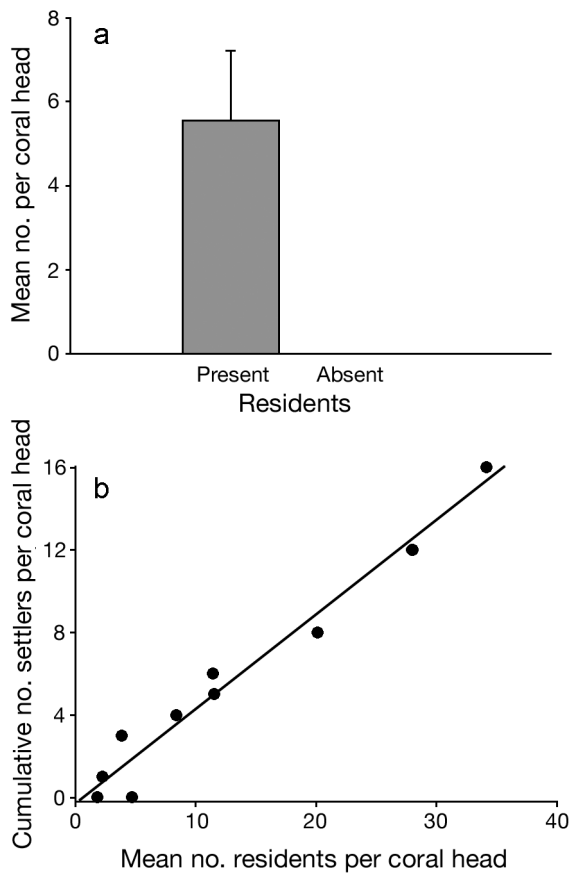 a
Mean no. per coral head
8
6
4
2
0
Present Absent
Residents
b
Cumulative no. settlers per coral head
16
12
8
4
0
0 10 20 30 40
Mean no. residents per coral head